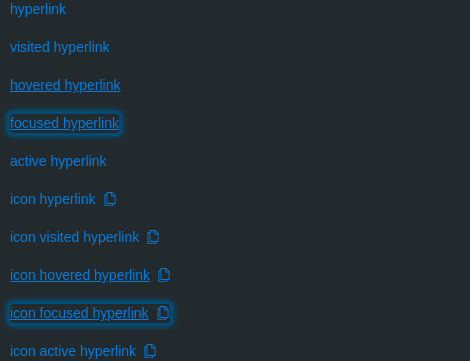 hyperlink
visited hyperlink
hovered hyperlink
focused hyperlink
active hyperlink
icon hyperlink
icon visited hyperlink
icon hovered hyperlink
icon focused hyperlink
icon active hyperlink